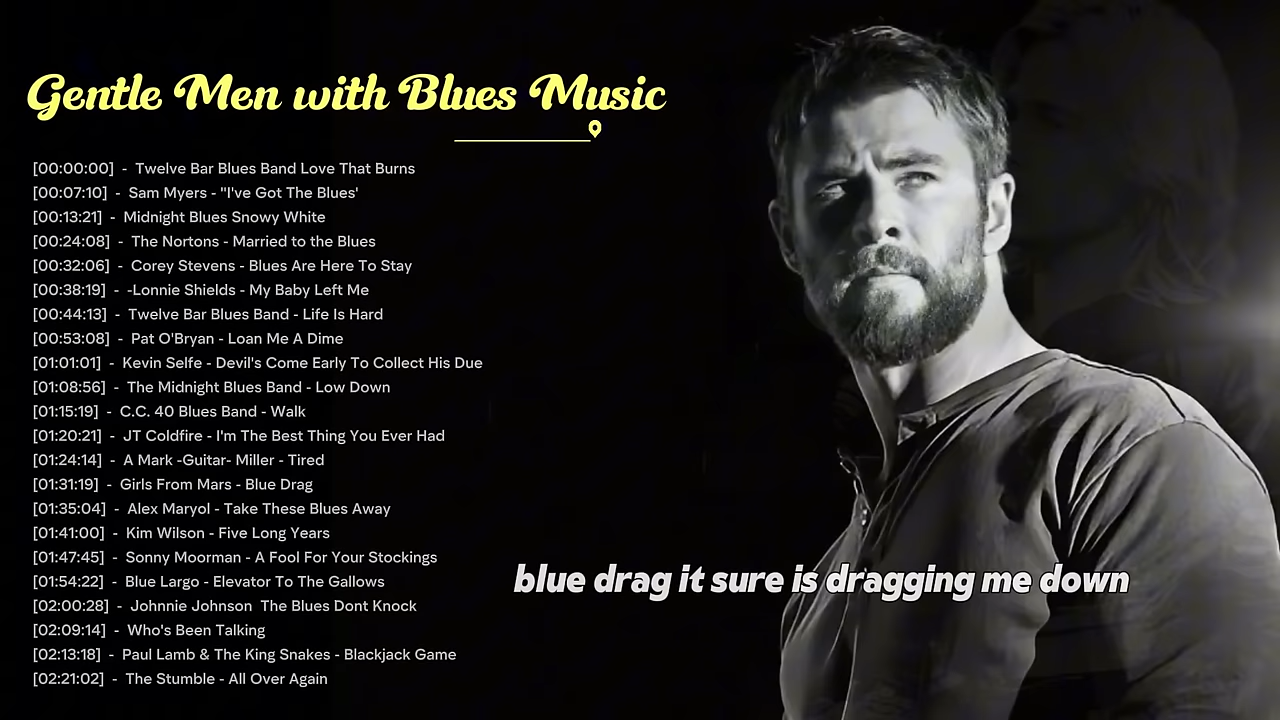 Gentle Men with Blues Music
[00:00:00] - Twelve Bar Blues Band Love That Burns
[00:07:10] - Sam Myers - "I've Got The Blues'
[00:13:21] - Midnight Blues Snowy White
[00:24:08] - The Nortons - Married to the Blues
[00:32:06] - Corey Stevens - Blues Are Here To Stay
[00:38:19] - -Lonnie Shields - My Baby Left Me
[00:44:13] - Twelve Bar Blues Band - Life Is Hard
[00:53:08] - Pat O'Bryan - Loan Me A Dime
[01:01:01] - Kevin Selfe - Devil's Come Early To Collect His Due
[01:08:56] - The Midnight Blues Band - Low Down
[01:15:19] - C.C. 40 Blues Band - Walk
[01:20:21] - JT Coldfire - I'm The Best Thing You Ever Had
[01:24:14] - A Mark -Guitar- Miller - Tired
[01:31:19] - Girls From Mars - Blue Drag
[01:35:04] - Alex Maryol - Take These Blues Away
[01:41:00] - Kim Wilson - Five Long Years
[01:47:45] - Sonny Moorman - A Fool For Your Stockings
[01:54:22] - Blue Largo - Elevator To The Gallows
[02:00:28] - Johnnie Johnson The Blues Dont Knock
[02:09:14] - Who's Been Talking
[02:13:18] - Paul Lamb & The King Snakes - Blackjack Game
[02:21:02] - The Stumble - All Over Again
blue drag it sure is dragging me down